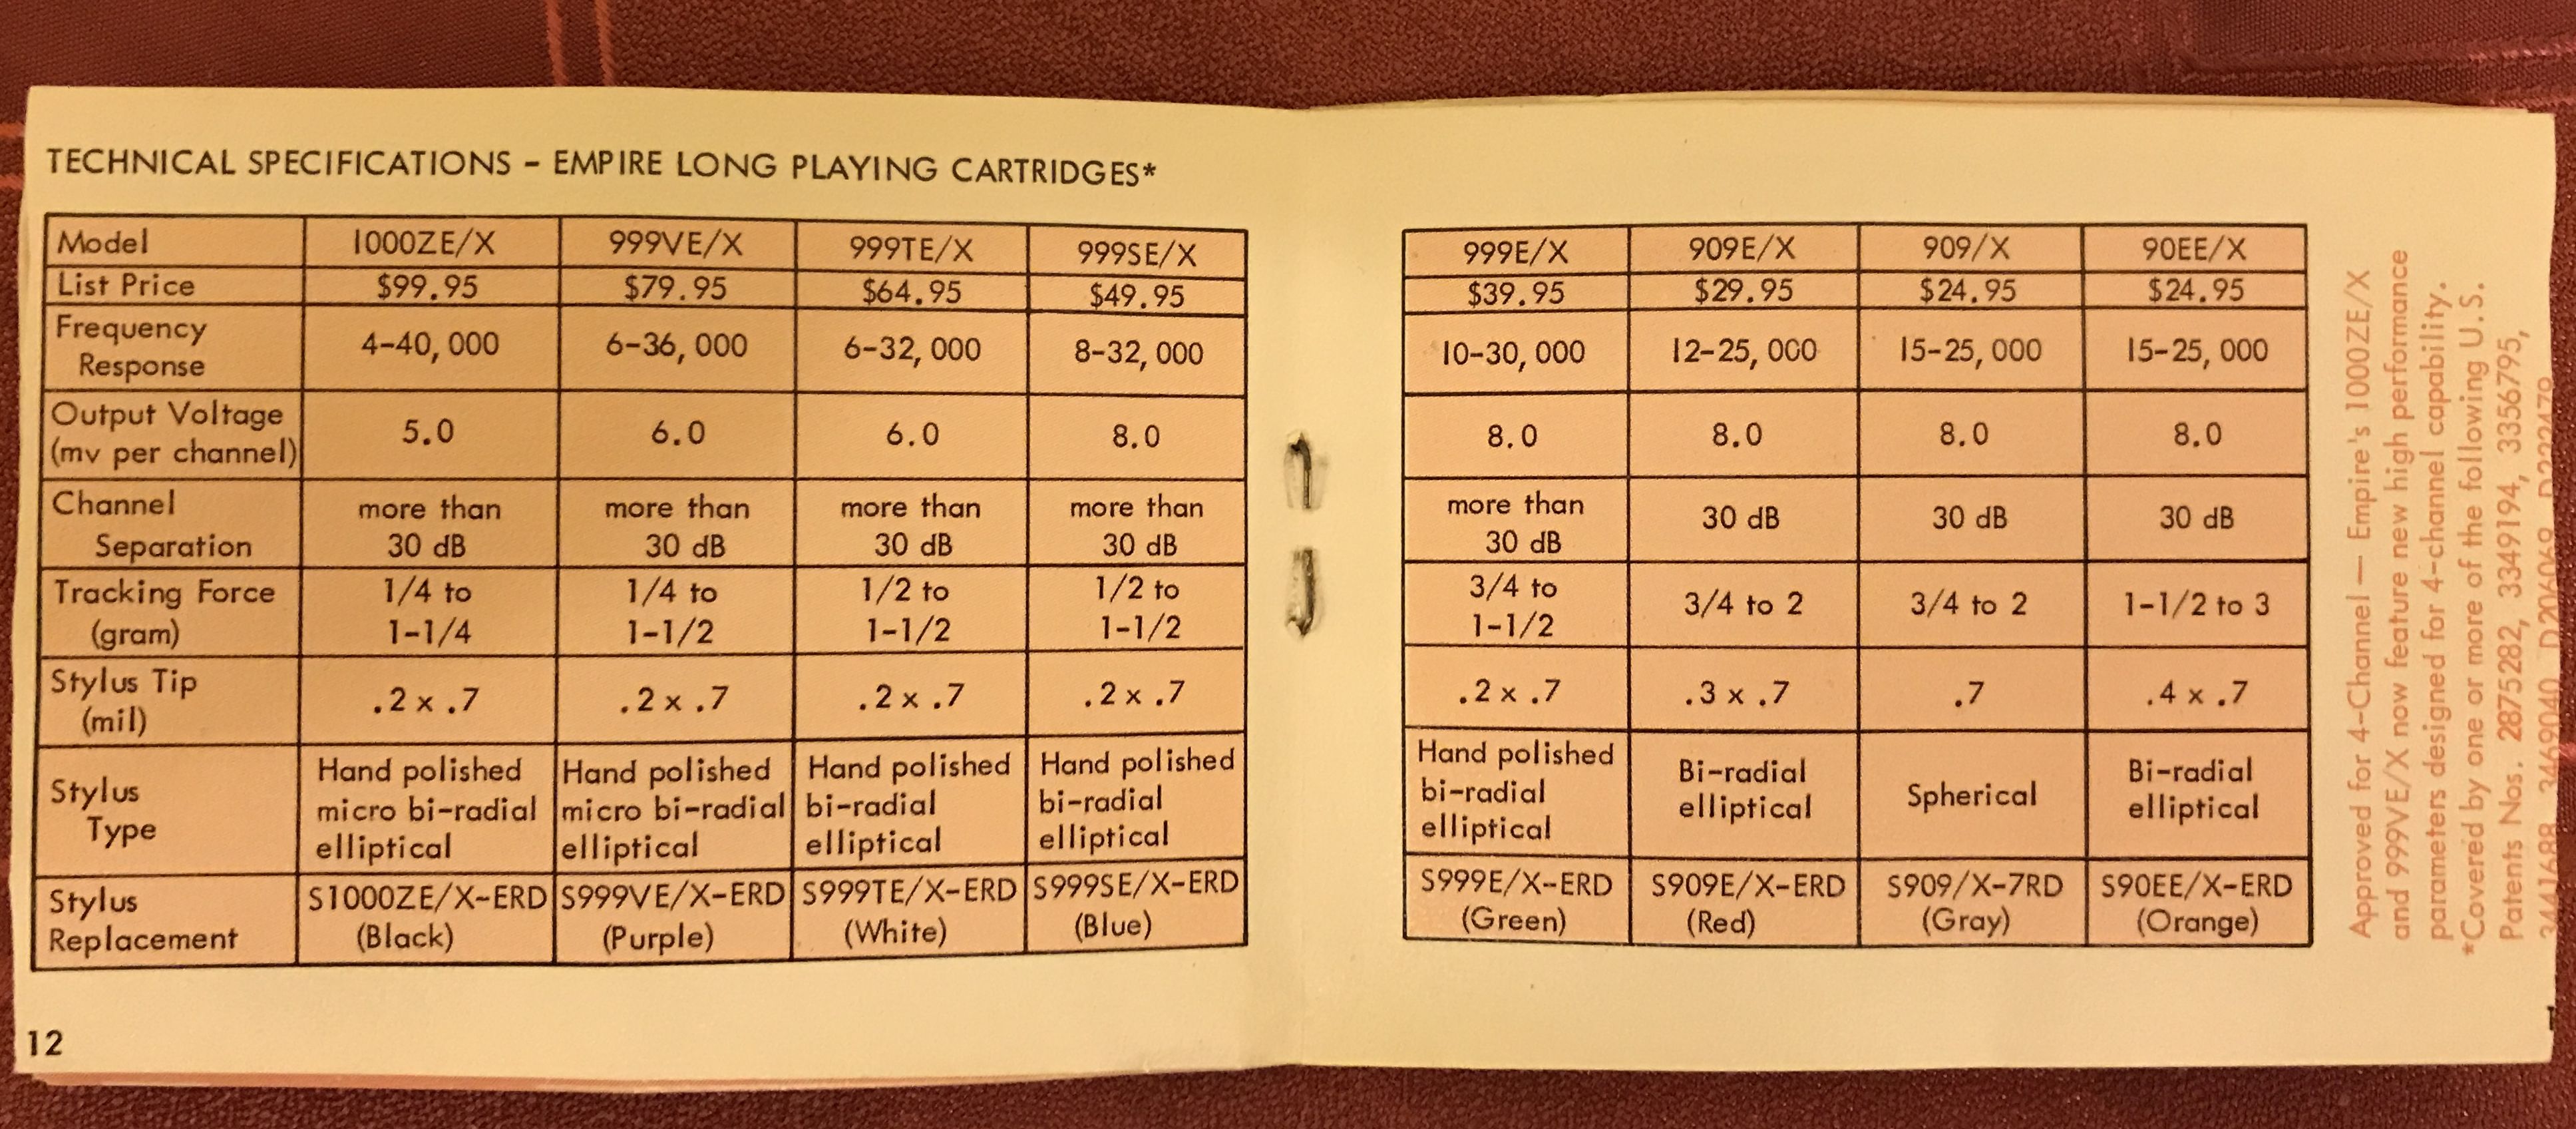 TECHNICAL SPECIFICATIONS – EMPIRE LONG PLAYING CARTRIDGES*
Model 1000ZE/X 999VE/X 999TE/X 999SE/X 999E/X 909E/X 909/X 90EE/X
List Price $99.95 $79.95 $64.95 $49.95 $39.95 $29.95 $24.95 $24.95
Frequency Response 4–40,000 6–36,000 6–32,000 8–32,000 10–30,000 12–25,000 15–25,000 15–25,000
Output Voltage (mv per channel) 5.0 6.0 6.0 8.0 8.0 8.0 8.0 8.0
Channel Separation more than 30 dB more than 30 dB more than 30 dB more than 30 dB more than 30 dB 30 dB 30 dB 30 dB
Tracking Force (gram) 1/4 to 1–1/4 1/4 to 1–1/2 1/2 to 1–1/2 1/2 to 1–1/2 3/4 to 1–1/2 3/4 to 2 3/4 to 2 1–1/2 to 3
Stylus Tip (mil) .2 x .7 .2 x .7 .2 x .7 .2 x .7 .2 x .7 .3 x .7 .7 .4 x .7
Stylus Type Hand polished micro bi–radial elliptical Hand polished micro bi–radial elliptical Hand polished bi–radial elliptical Hand polished bi–radial elliptical Hand polished bi–radial elliptical Bi–radial elliptical Spherical Bi–radial elliptical
Stylus Replacement S1000ZE/X–ERD (Black) S999VE/X–ERD (Purple) S999TE/X–ERD (White) S999SE/X–ERD (Blue) S999E/X–ERD (Green) S909E/X–ERD (Red) S909/X–7RD (Gray) S90EE/X–ERD (Orange)
12
Approved for 4–Channel — Empire's 1000ZE/X
and 999VE/X now feature new high performance
parameters designed for 4–channel capability.
*Covered by one or more of the following U.S.
Patents Nos. 2875282, 3349194, 3356795,